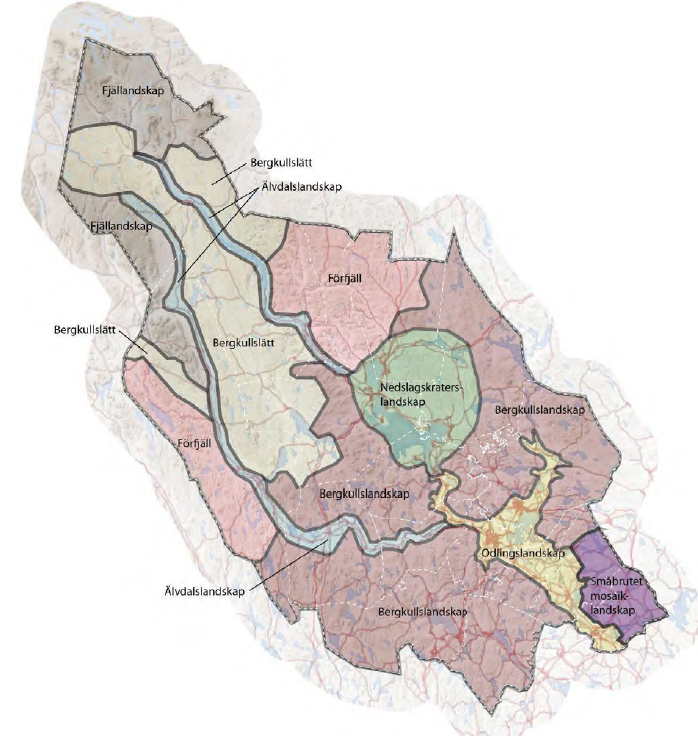 Fjällandskap
Bergkullslätt
Älvdalslandskap
Fjällandskap
Förfjäll
Bergkullslätt
Bergkullslätt
Nedslagskraters-
landskap
Bergkullslandskap
Förfjäll
Bergkullslandskap
Odlingslandskap
Älvdalslandskap
Småbrutet
mosaik-
landskap
Bergkullslandskap